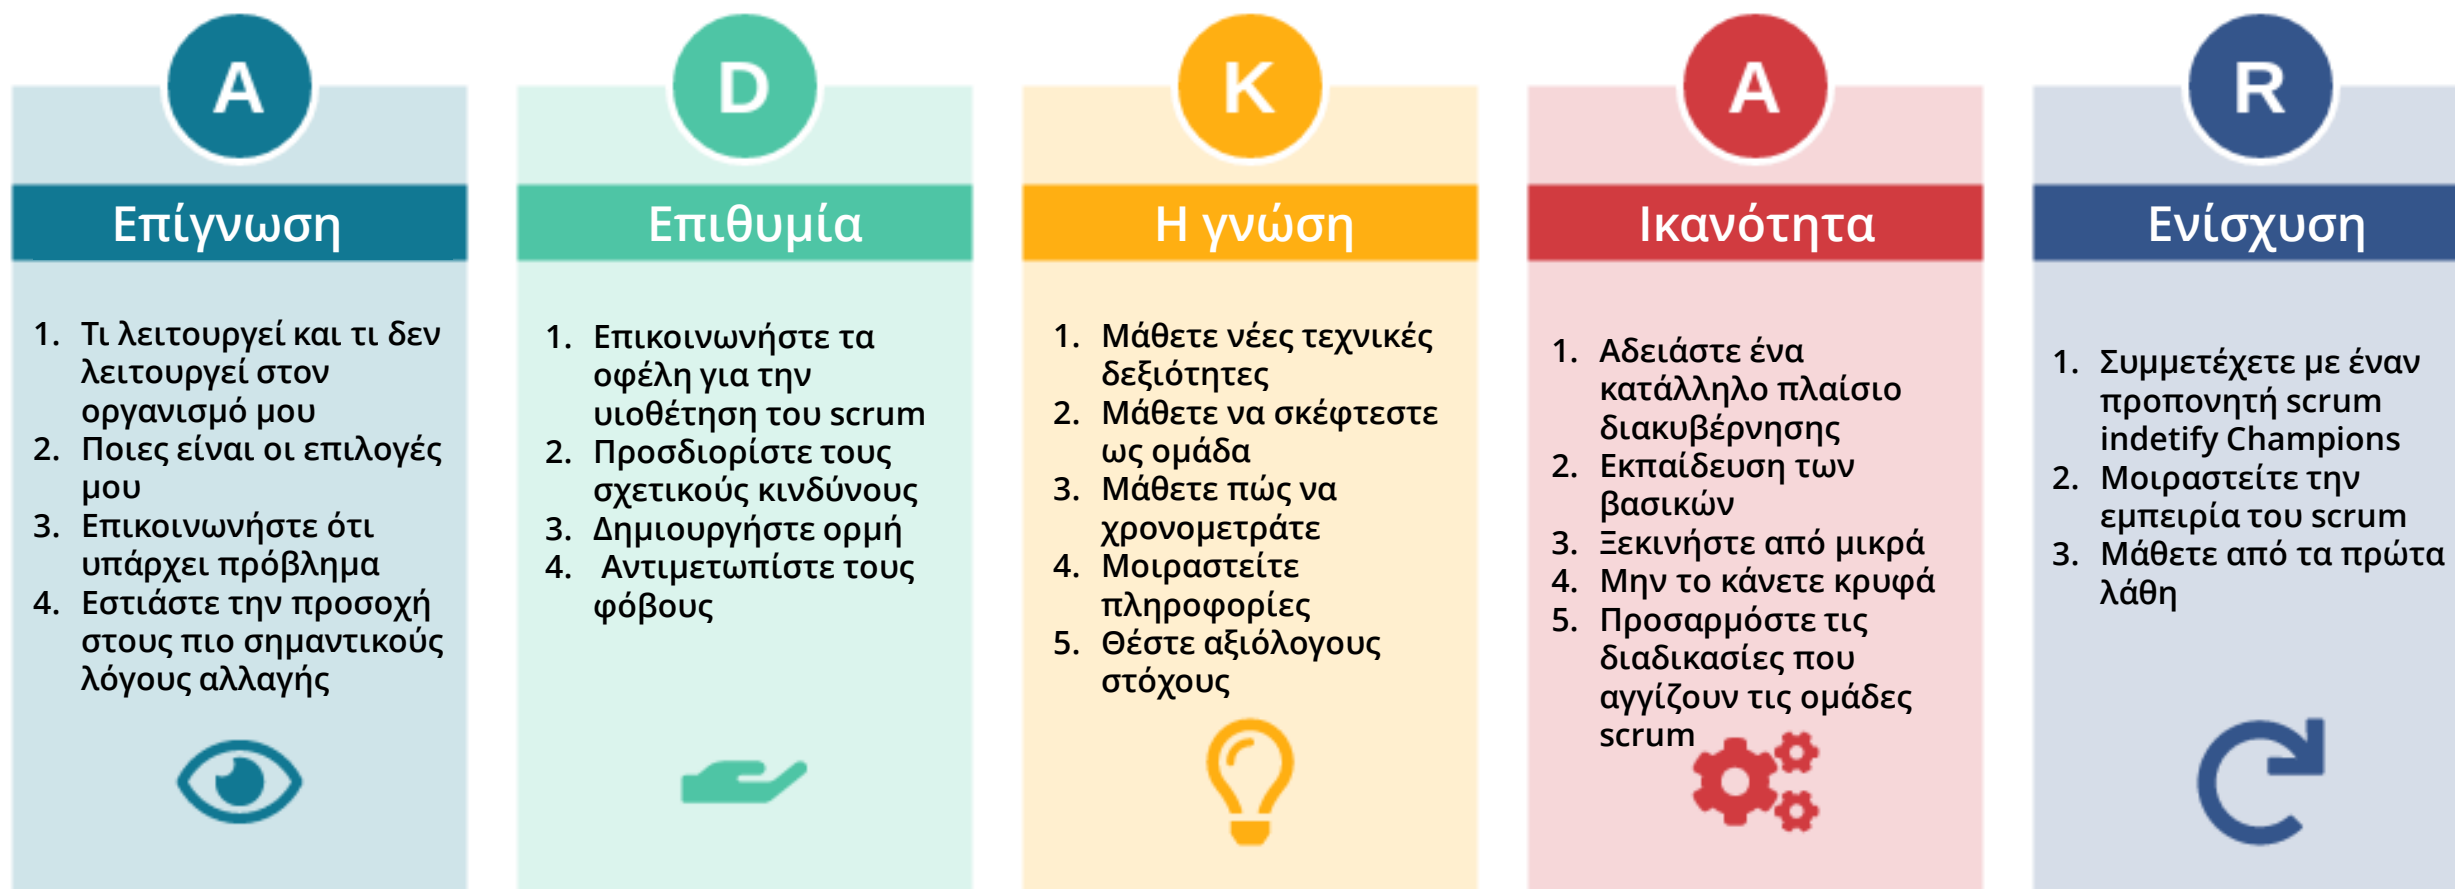 A
Επίγνωση
1. Τι λειτουργεί και τι δεν
λειτουργεί στον
οργανισμό μου
2. Ποιες είναι οι επιλογές
μου
3. Επικοινωνήστε ότι
υπάρχει πρόβλημα
4. Εστιάστε την προσοχή
στους πιο σημαντικούς
λόγους αλλαγής
D
Επιθυμία
1. Επικοινωνήστε τα
οφέλη για την
υιοθέτηση του scrum
2. Προσδιορίστε τους
σχετικούς κινδύνους
3. Δημιουργήστε ορμή
4. Αντιμετωπίστε τους
φόβους
K
Η γνώση
1. Μάθετε νέες τεχνικές
δεξιότητες
2. Μάθετε να σκέφτεστε
ως ομάδα
3. Μάθετε πώς να
χρονομετράτε
4. Μοιραστείτε
πληροφορίες
5. Θέστε αξιόλογους
στόχους
A
Ικανότητα
1. Αδειάστε ένα
κατάλληλο πλαίσιο
διακυβέρνησης
2. Εκπαίδευση των
βασικών
3. Ξεκινήστε από μικρά
4. Μην το κάνετε κρυφά
5. Προσαρμόστε τις
διαδικασίες που
αγγίζουν τις ομάδες
scrum
R
Ενίσχυση
1. Συμμετέχετε με έναν
προπονητή scrum
indetify Champions
2. Μοιραστείτε την
εμπειρία του scrum
3. Μάθετε από τα πρώτα
λάθη